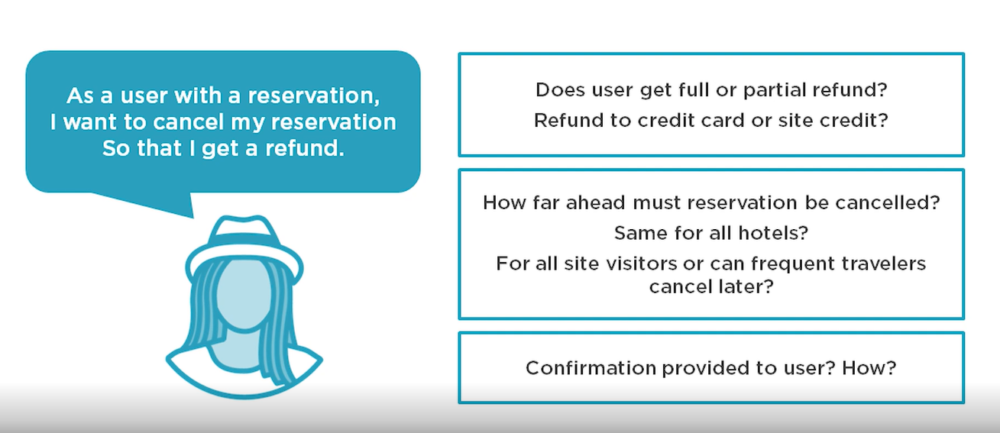 As a user with a reservation,
I want to cancel my reservation
So that I get a refund.
Does user get full or partial refund?
Refund to credit card or site credit?
How far ahead must reservation be cancelled?
Same for all hotels?
For all site visitors or can frequent travelers
cancel later?
Confirmation provided to user? How?